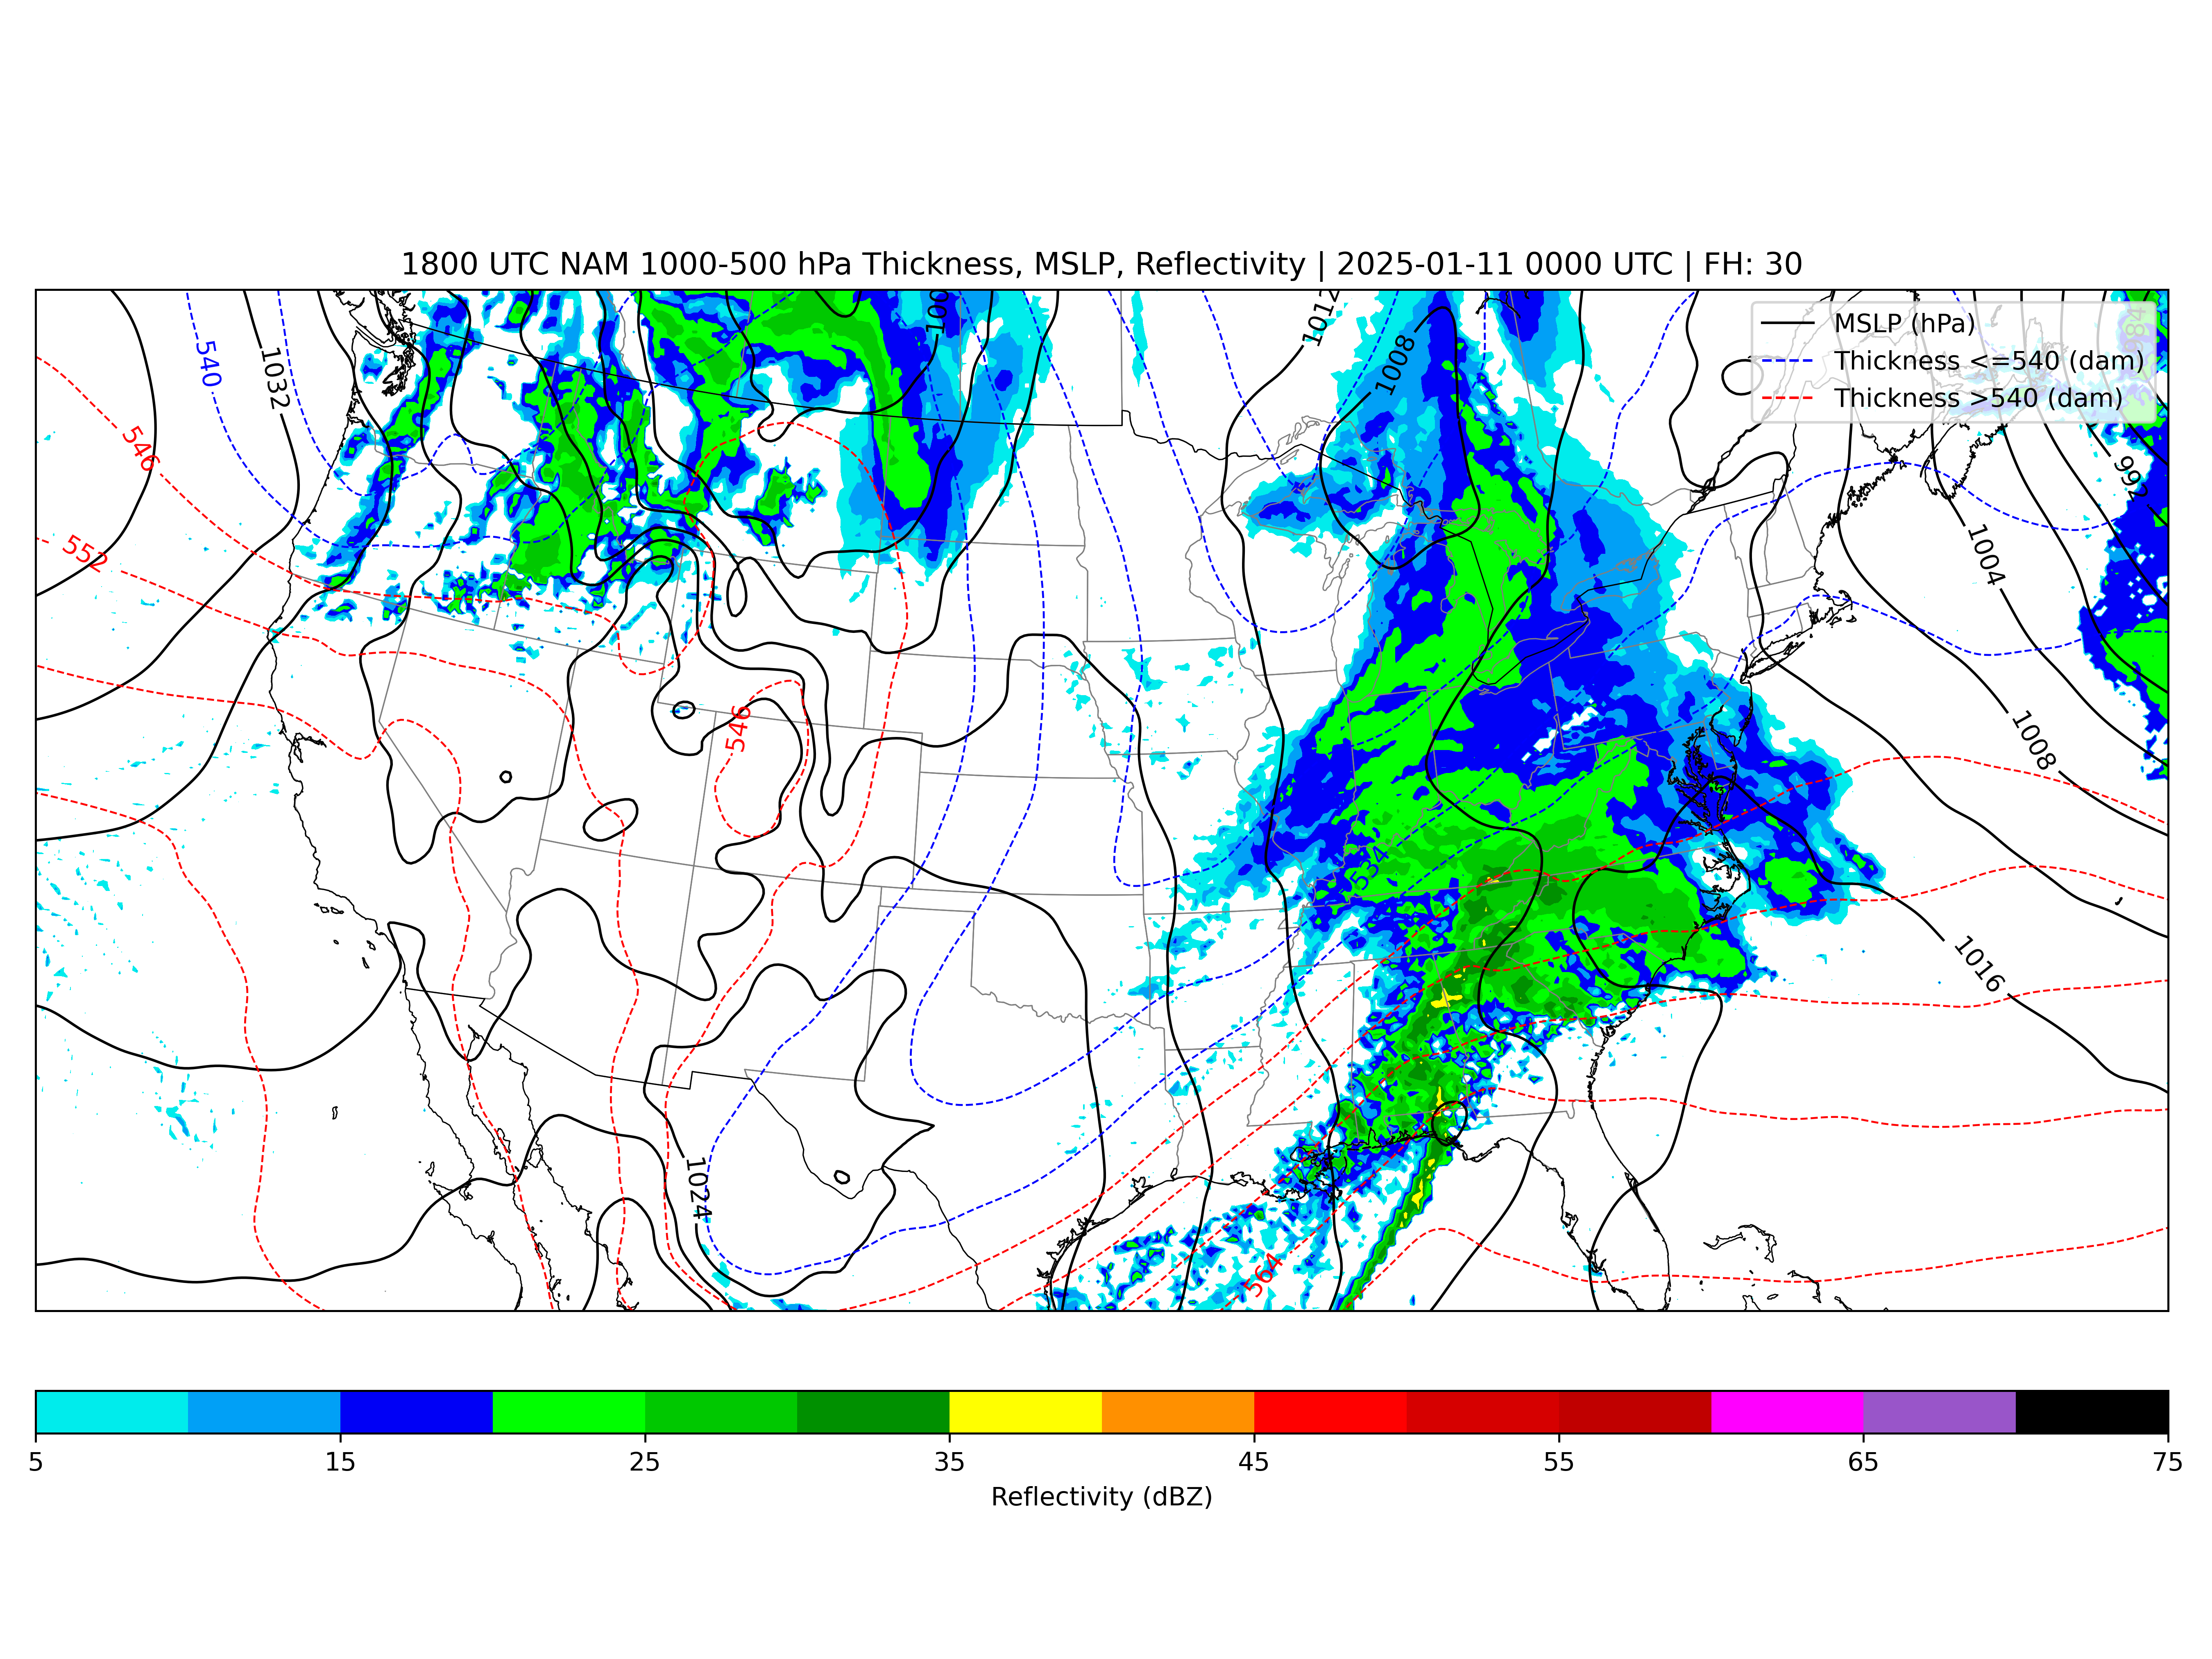 1800 UTC NAM 1000-500 hPa Thickness, MSLP, Reflectivity | 2025-01-11 0000 UTC | FH: 30
MSLP (hPa)
Thickness <=540 (dam)
Thickness >540 (dam)
1012
1008
540
1032
546
552
992
1004
546
1008
534
1016
1024
564
5 15 25 35 45 55 65 75
Reflectivity (dBZ)